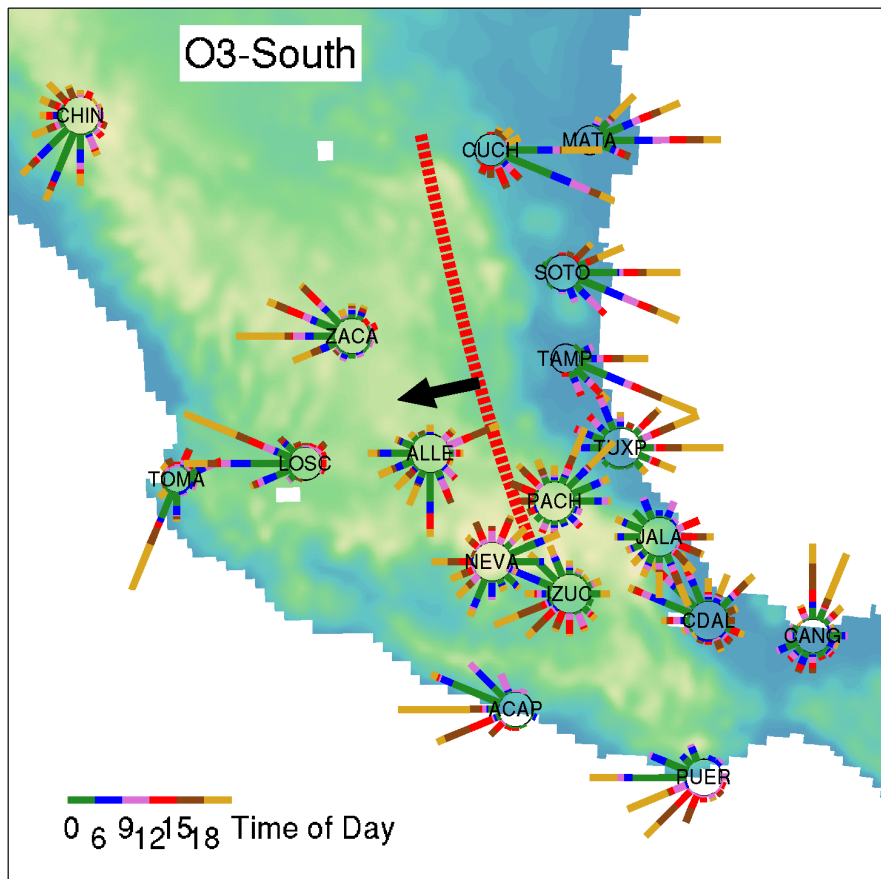 O3-South
CHIN
CUCH
MATA
SOTO
ZACA
TAMP
TUXP
ALLE
LOSC
TOMA
PACH
JALA
NEVA
IZUC
CDAL
CANG
ACAP
PUER
0 6 9 12 15 18 Time of Day